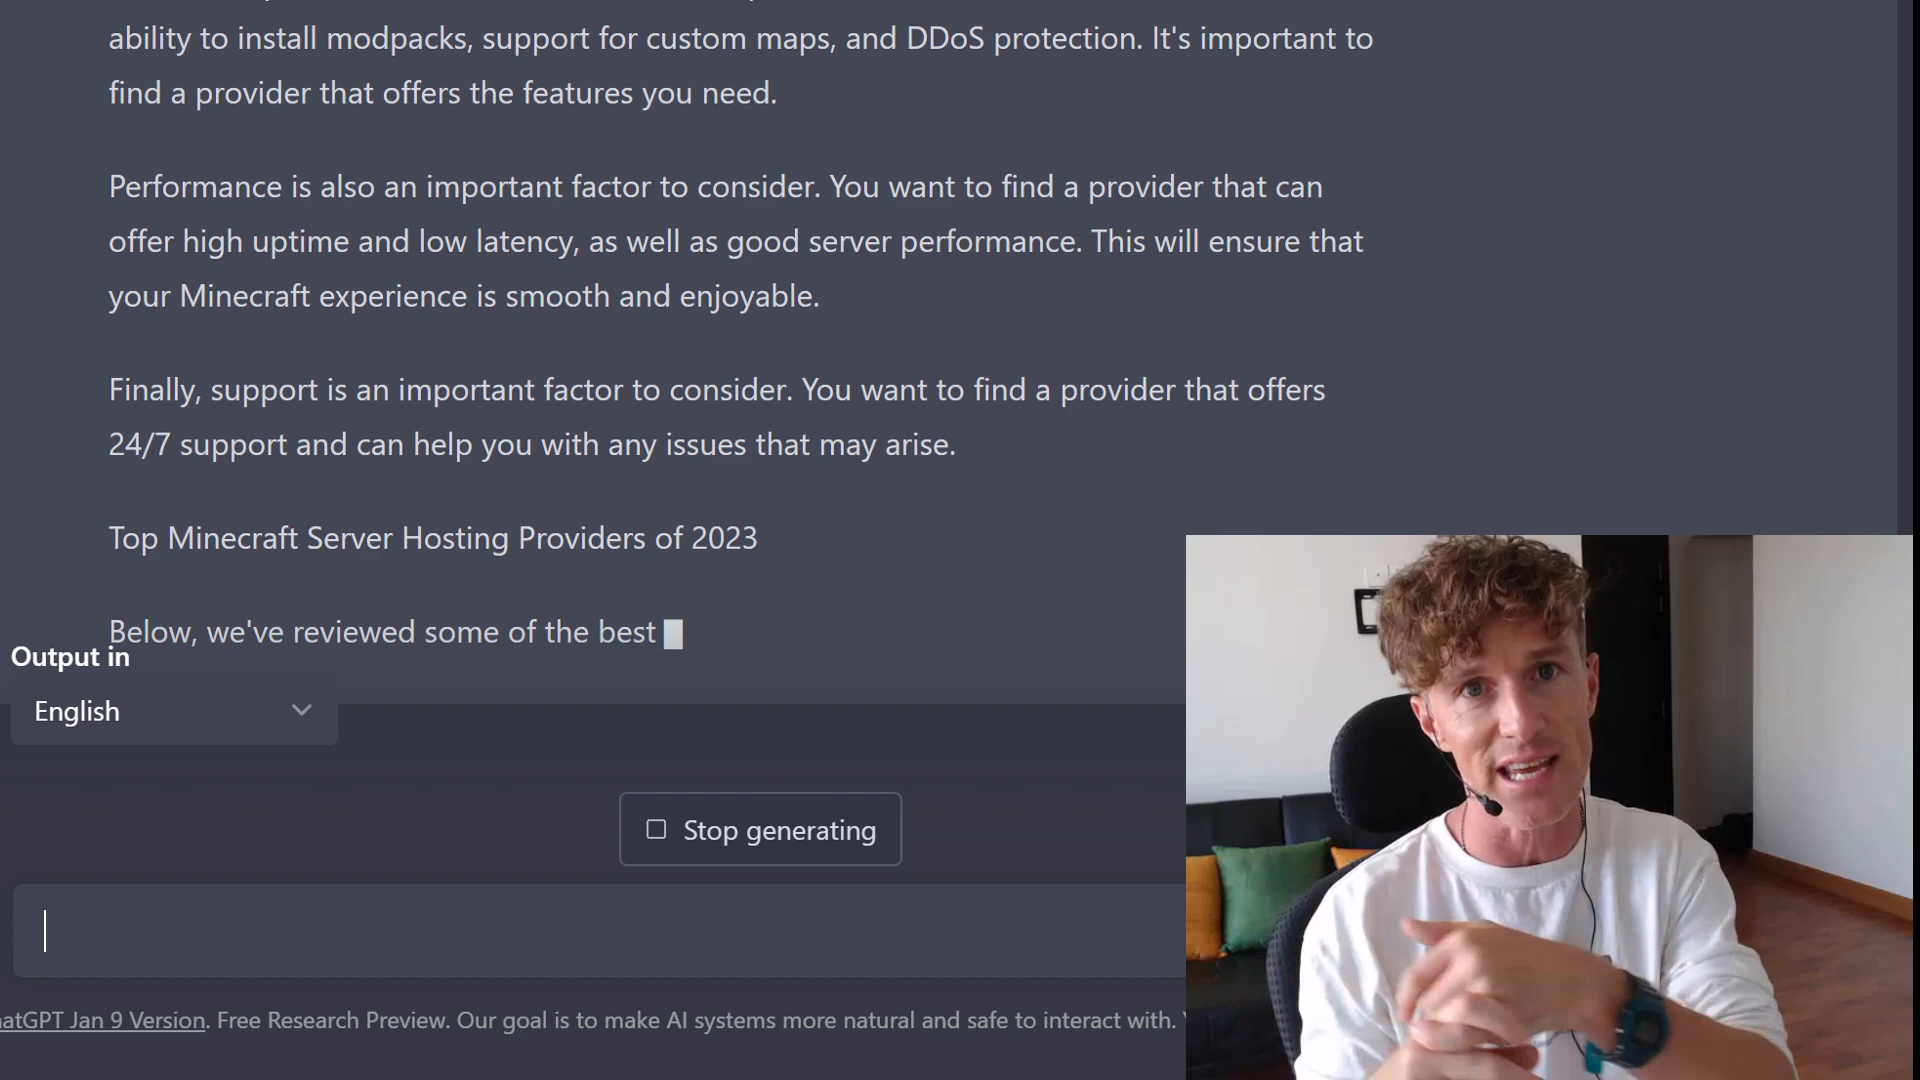 ability to install modpacks, support for custom maps, and DDoS protection. It's important to
find a provider that offers the features you need.
Performance is also an important factor to consider. You want to find a provider that can
offer high uptime and low latency, as well as good server performance. This will ensure that
your Minecraft experience is smooth and enjoyable.
Finally, support is an important factor to consider. You want to find a provider that offers
24/7 support and can help you with any issues that may arise.
Top Minecraft Server Hosting Providers of 2023
Below, we've reviewed some of the best
Output in
English
Stop generating
atGPT Jan 9 Version. Free Research Preview. Our goal is to make AI systems more natural and safe to interact with.